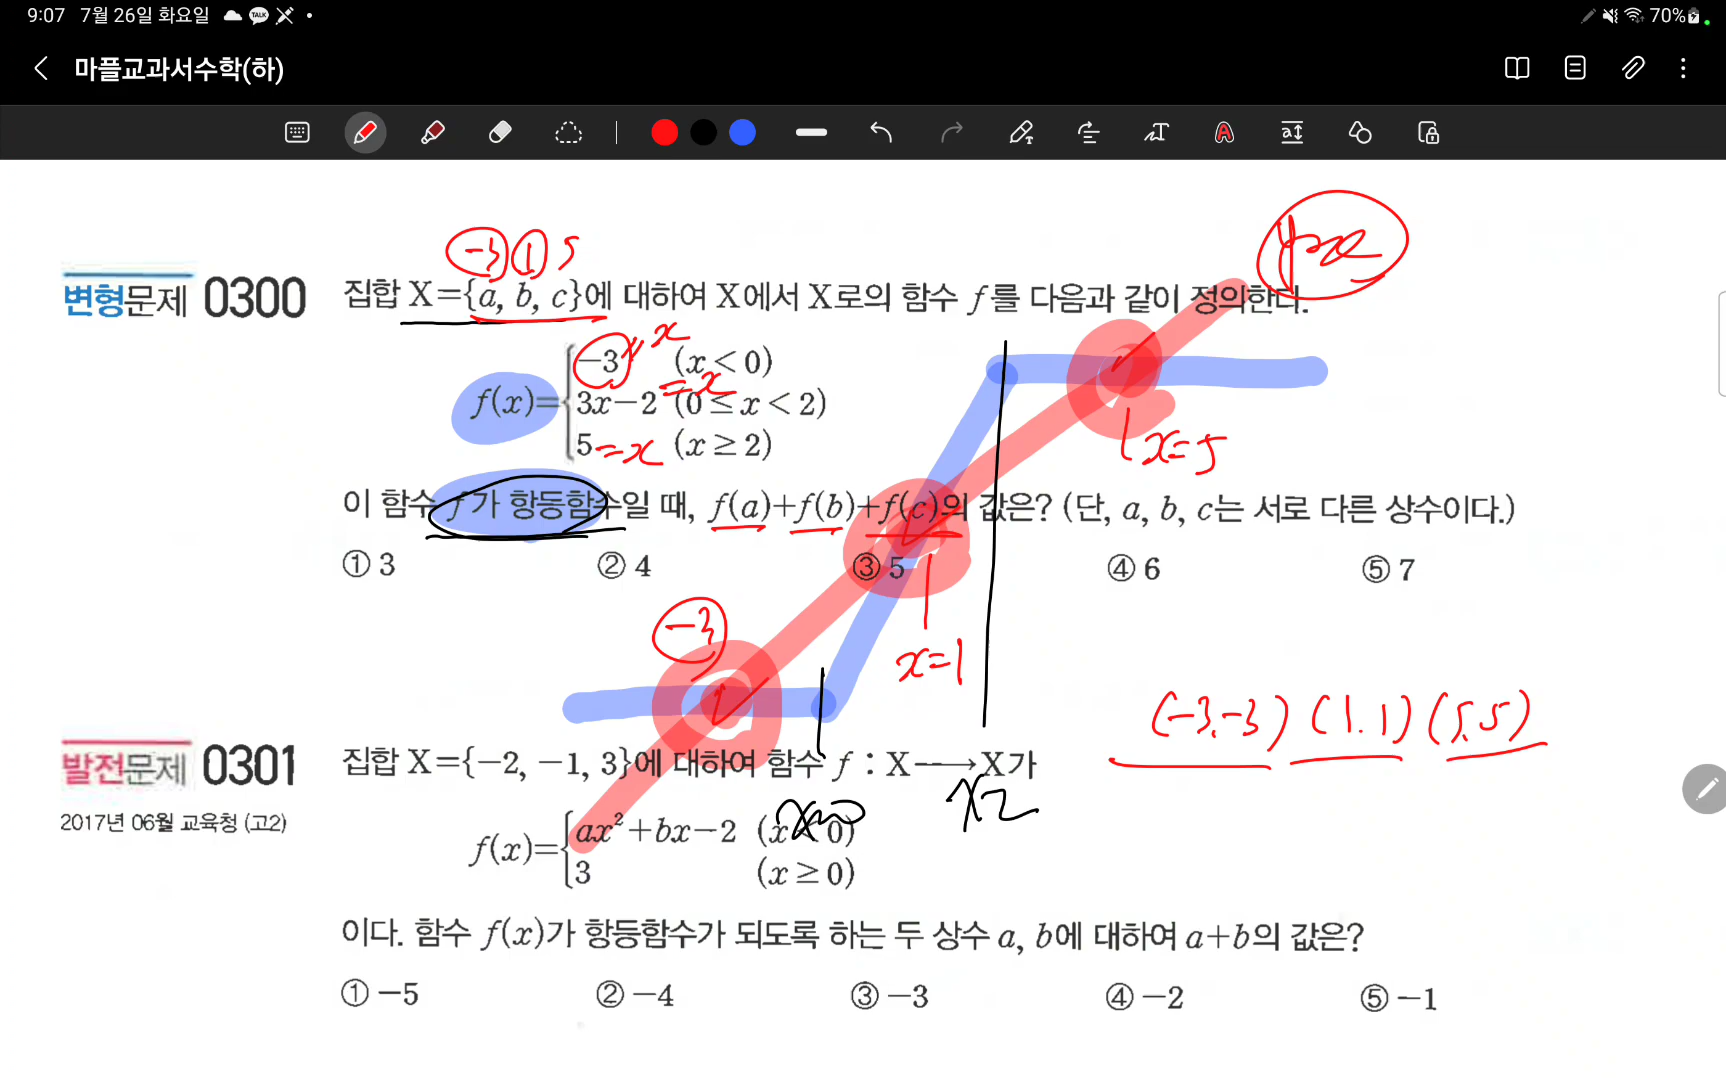 9:07 7월 26일 화요일 TALK 70%
마플교과서수학(하)
-3 1 5
y=x
변형문제 0300 집합 X={a, b, c}에 대하여 X에서 X로의 함수 f를 다음과 같이 정의한다.
f(x)={-3 (x<0)
=x
3x-2 (0≤x<2)
=x
5 (x≥2)
=x
x=5
이 함수 f가 항등함수일 때, f(a)+f(b)+f(c)의 값은? (단, a, b, c는 서로 다른 상수이다.)
① 3 ② 4 ③ 5 ④ 6 ⑤ 7
-3
x=1
(-3,-3) (1,1) (5,5)
발전문제 0301 집합 X={-2, -1, 3}에 대하여 함수 f : X⟶X가
2017년 06월 교육청 (고2)
f(x)={ax²+bx-2 (x<0)
3 (x≥0)
이다. 함수 f(x)가 항등함수가 되도록 하는 두 상수 a, b에 대하여 a+b의 값은?
① -5 ② -4 ③ -3 ④ -2 ⑤ -1